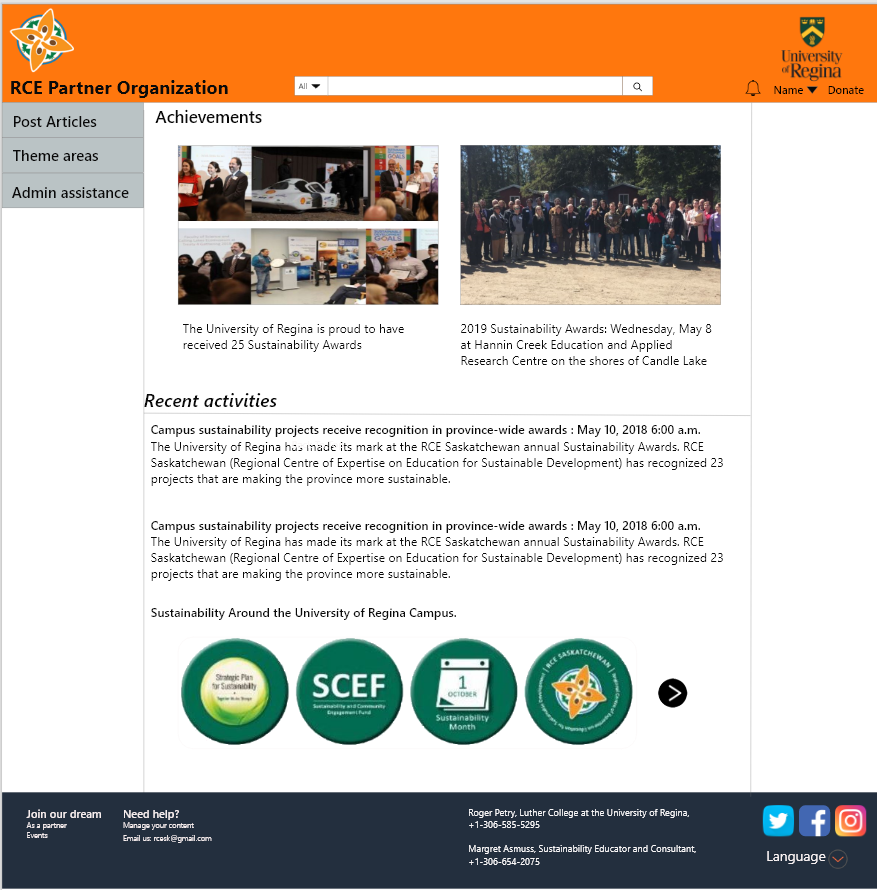 University
of Regina
RCE Partner Organization
All
Name
Donate
Post Articles
Theme areas
Admin assistance
Achievements
GOALS
GOALS
The University of Regina is proud to have
received 25 Sustainability Awards
2019 Sustainability Awards: Wednesday, May 8
at Hannin Creek Education and Applied
Research Centre on the shores of Candle Lake
Recent activities
Campus sustainability projects receive recognition in province-wide awards : May 10, 2018 6:00 a.m.
The University of Regina has made its mark at the RCE Saskatchewan annual Sustainability Awards. RCE
Saskatchewan (Regional Centre of Expertise on Education for Sustainable Development) has recognized 23
projects that are making the province more sustainable.
Campus sustainability projects receive recognition in province-wide awards : May 10, 2018 6:00 a.m.
The University of Regina has made its mark at the RCE Saskatchewan annual Sustainability Awards. RCE
Saskatchewan (Regional Centre of Expertise on Education for Sustainable Development) has recognized 23
projects that are making the province more sustainable.
Sustainability Around the University of Regina Campus.
Strategic Plan
for Sustainability
SCEF
Sustainability and Community
Engagement Fund
1
OCTOBER
Sustainability
Month
RCE SASKATCHEWAN
Regional Centre of Expertise on Education for Sustainable Development
Join our dream
As a partner
Events
Need help?
Manage your content
Email us: rcesk@gmail.com
Roger Petry, Luther College at the University of Regina,
+1-306-585-5295
Margret Asmuss, Sustainability Educator and Consultant,
+1-306-654-2075
Language